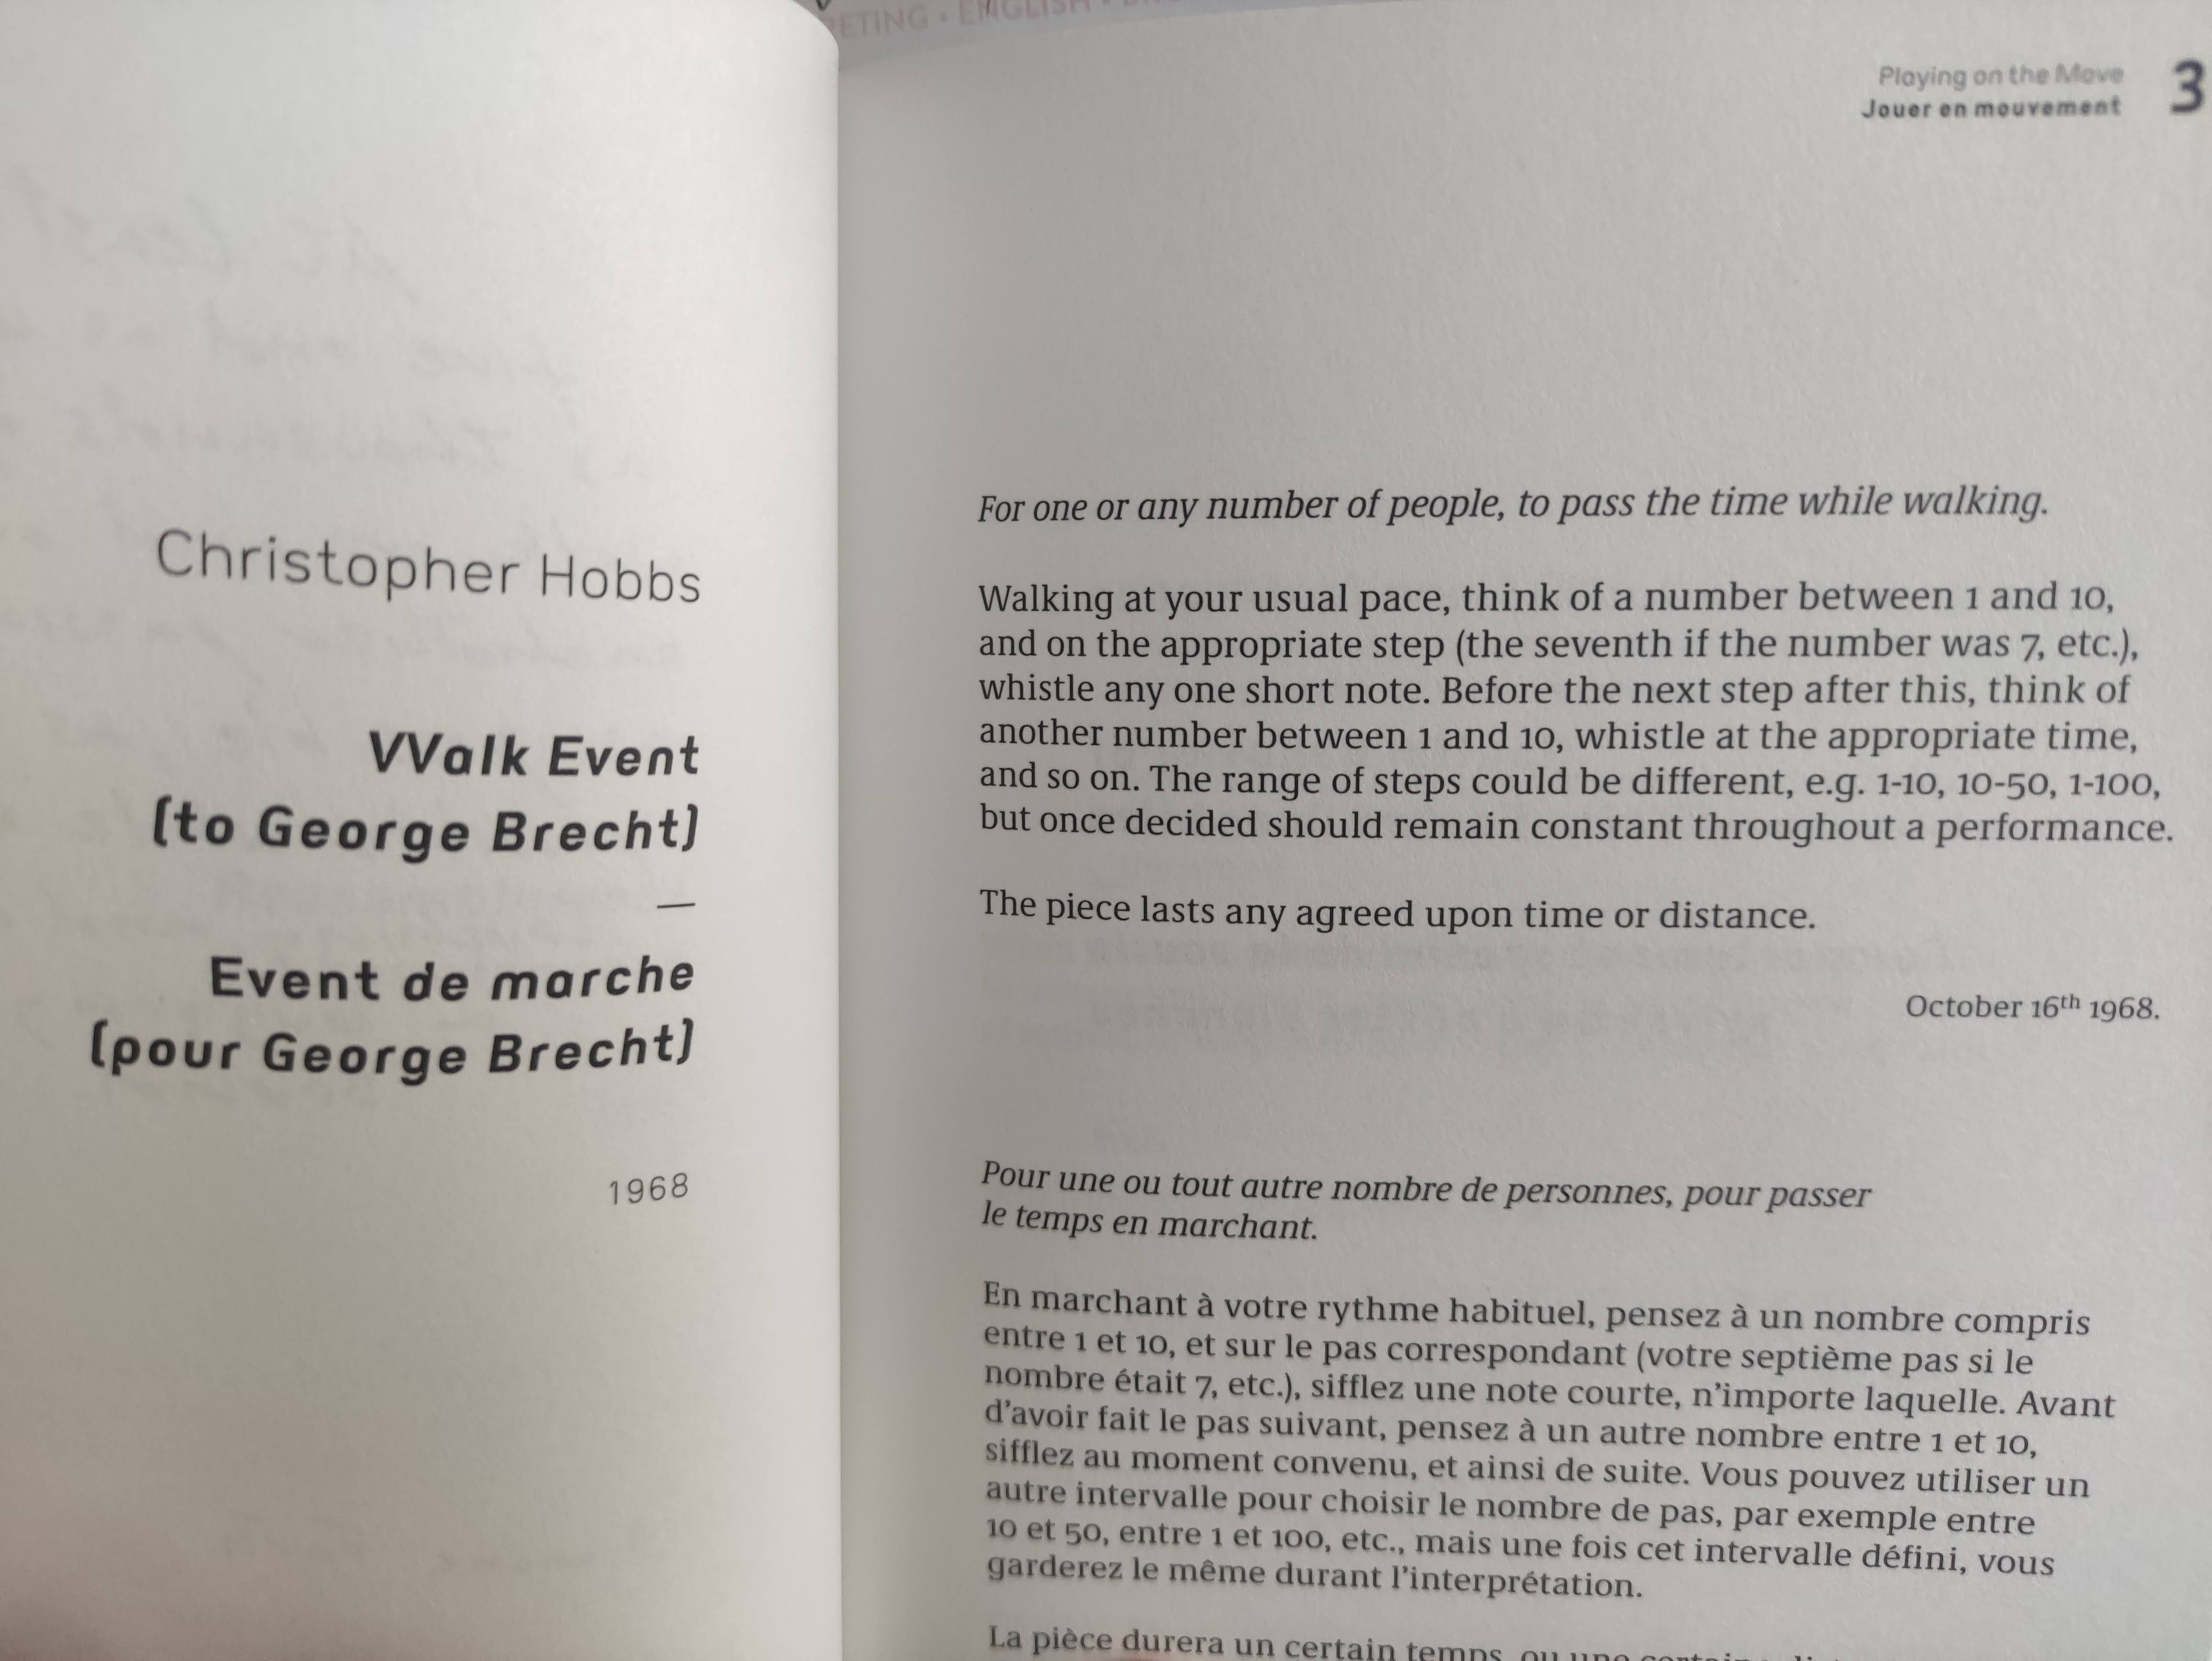 ETING • ENGLISH •
Christopher Hobbs
VValk Event
(to George Brecht)
—
Event de marche
(pour George Brecht)
1968
Playing on the Move
Jouer en mouvement
3
For one or any number of people, to pass the time while walking.
Walking at your usual pace, think of a number between 1 and 10,
and on the appropriate step (the seventh if the number was 7, etc.),
whistle any one short note. Before the next step after this, think of
another number between 1 and 10, whistle at the appropriate time,
and so on. The range of steps could be different, e.g. 1-10, 10-50, 1-100,
but once decided should remain constant throughout a performance.
The piece lasts any agreed upon time or distance.
October 16th 1968.
Pour une ou tout autre nombre de personnes, pour passer
le temps en marchant.
En marchant à votre rythme habituel, pensez à un nombre compris
entre 1 et 10, et sur le pas correspondant (votre septième pas si le
nombre était 7, etc.), sifflez une note courte, n'importe laquelle. Avant
d'avoir fait le pas suivant, pensez à un autre nombre entre 1 et 10,
sifflez au moment convenu, et ainsi de suite. Vous pouvez utiliser un
autre intervalle pour choisir le nombre de pas, par exemple entre
10 et 50, entre 1 et 100, etc., mais une fois cet intervalle défini, vous
garderez le même durant l'interprétation.
La pièce durera un certain temps, ou une